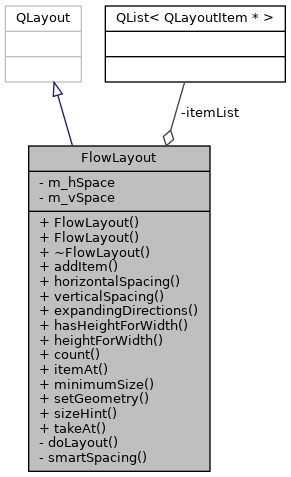 QLayout
QList< QLayoutItem * >
-itemList
FlowLayout
- m_hSpace
- m_vSpace
+ FlowLayout()
+ FlowLayout()
+ ~FlowLayout()
+ addItem()
+ horizontalSpacing()
+ verticalSpacing()
+ expandingDirections()
+ hasHeightForWidth()
+ heightForWidth()
+ count()
+ itemAt()
+ minimumSize()
+ setGeometry()
+ sizeHint()
+ takeAt()
- doLayout()
- smartSpacing()